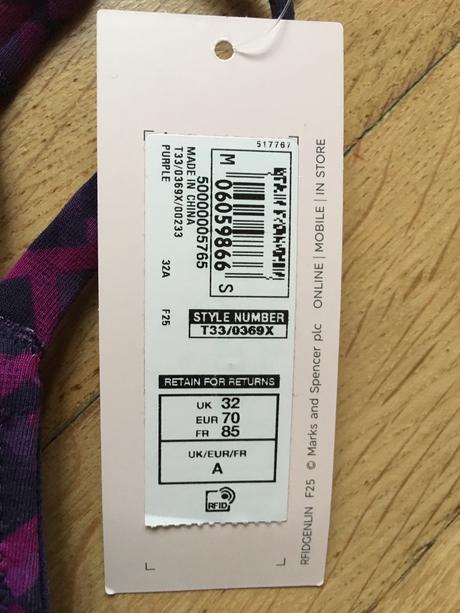 517767
M 06059866 S
50000005765
MADE IN CHINA
T33/0369X/00233
PURPLE 32A F25
STYLE NUMBER
T33/0369X
RETAIN FOR RETURNS
UK 32
EUR 70
FR 85
UK/EUR/FR
A
RFID
RFIDGENLIN F25 © Marks and Spencer plc ONLINE | MOBILE | IN STORE